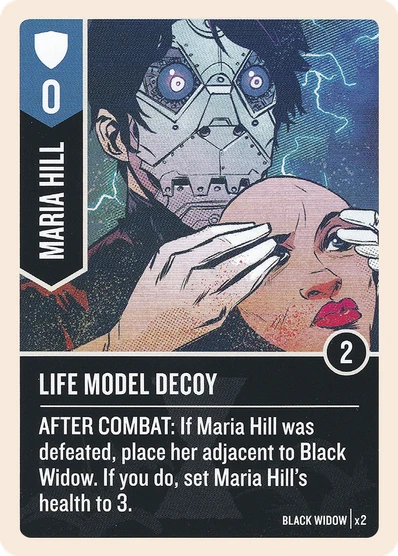 0
MARIA HILL
2
LIFE MODEL DECOY
AFTER COMBAT: If Maria Hill was
defeated, place her adjacent to Black
Widow. If you do, set Maria Hill's
health to 3.
BLACK WIDOW | x2